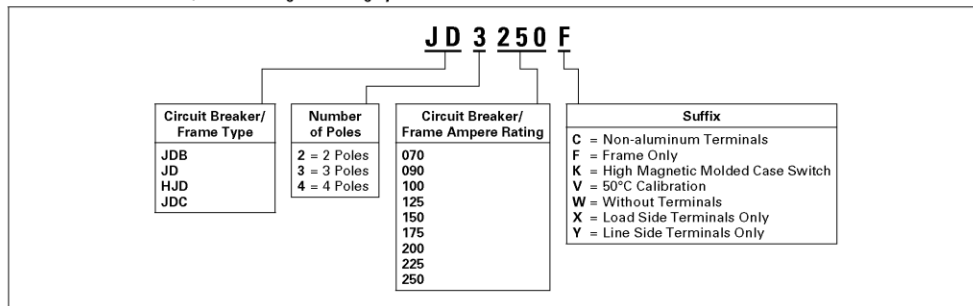 JD 3 250 F
Circuit Breaker/
Frame Type
JDB
JD
HJD
JDC
Number
of Poles
2 = 2 Poles
3 = 3 Poles
4 = 4 Poles
Circuit Breaker/
Frame Ampere Rating
070
090
100
125
150
175
200
225
250
Suffix
C = Non-aluminum Terminals
F = Frame Only
K = High Magnetic Molded Case Switch
V = 50°C Calibration
W = Without Terminals
X = Load Side Terminals Only
Y = Line Side Terminals Only